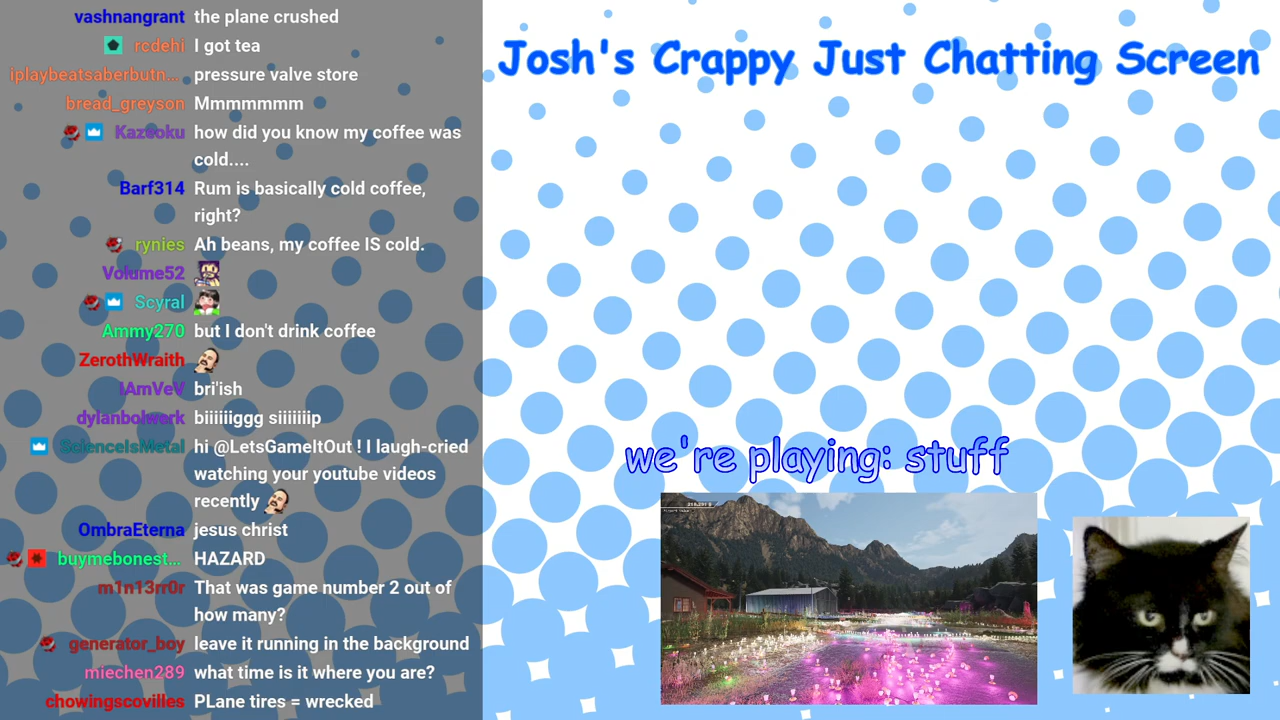 vashnangrant the plane crushed
rcdehi I got tea
iplaybeatsaberbutn... pressure valve store
bread_greyson Mmmmmmm
Kazeoku how did you know my coffee was
cold....
Barf314 Rum is basically cold coffee,
right?
rynies Ah beans, my coffee IS cold.
Volume52
Scyral
Ammy270 but I don't drink coffee
ZerothWraith
IAmVeV bri'ish
dylanbolwerk biiiiiiggg siiiiiiip
ScienceIsMetal hi @LetsGameItOut ! I laugh-cried
watching your youtube videos
recently
OmbraEterna jesus christ
buymebonest... HAZARD
m1n13rr0r That was game number 2 out of
how many?
generator_boy leave it running in the background
miechen289 what time is it where you are?
chowingscovilles PLane tires = wrecked
Josh's Crappy Just Chatting Screen
we're playing: stuff